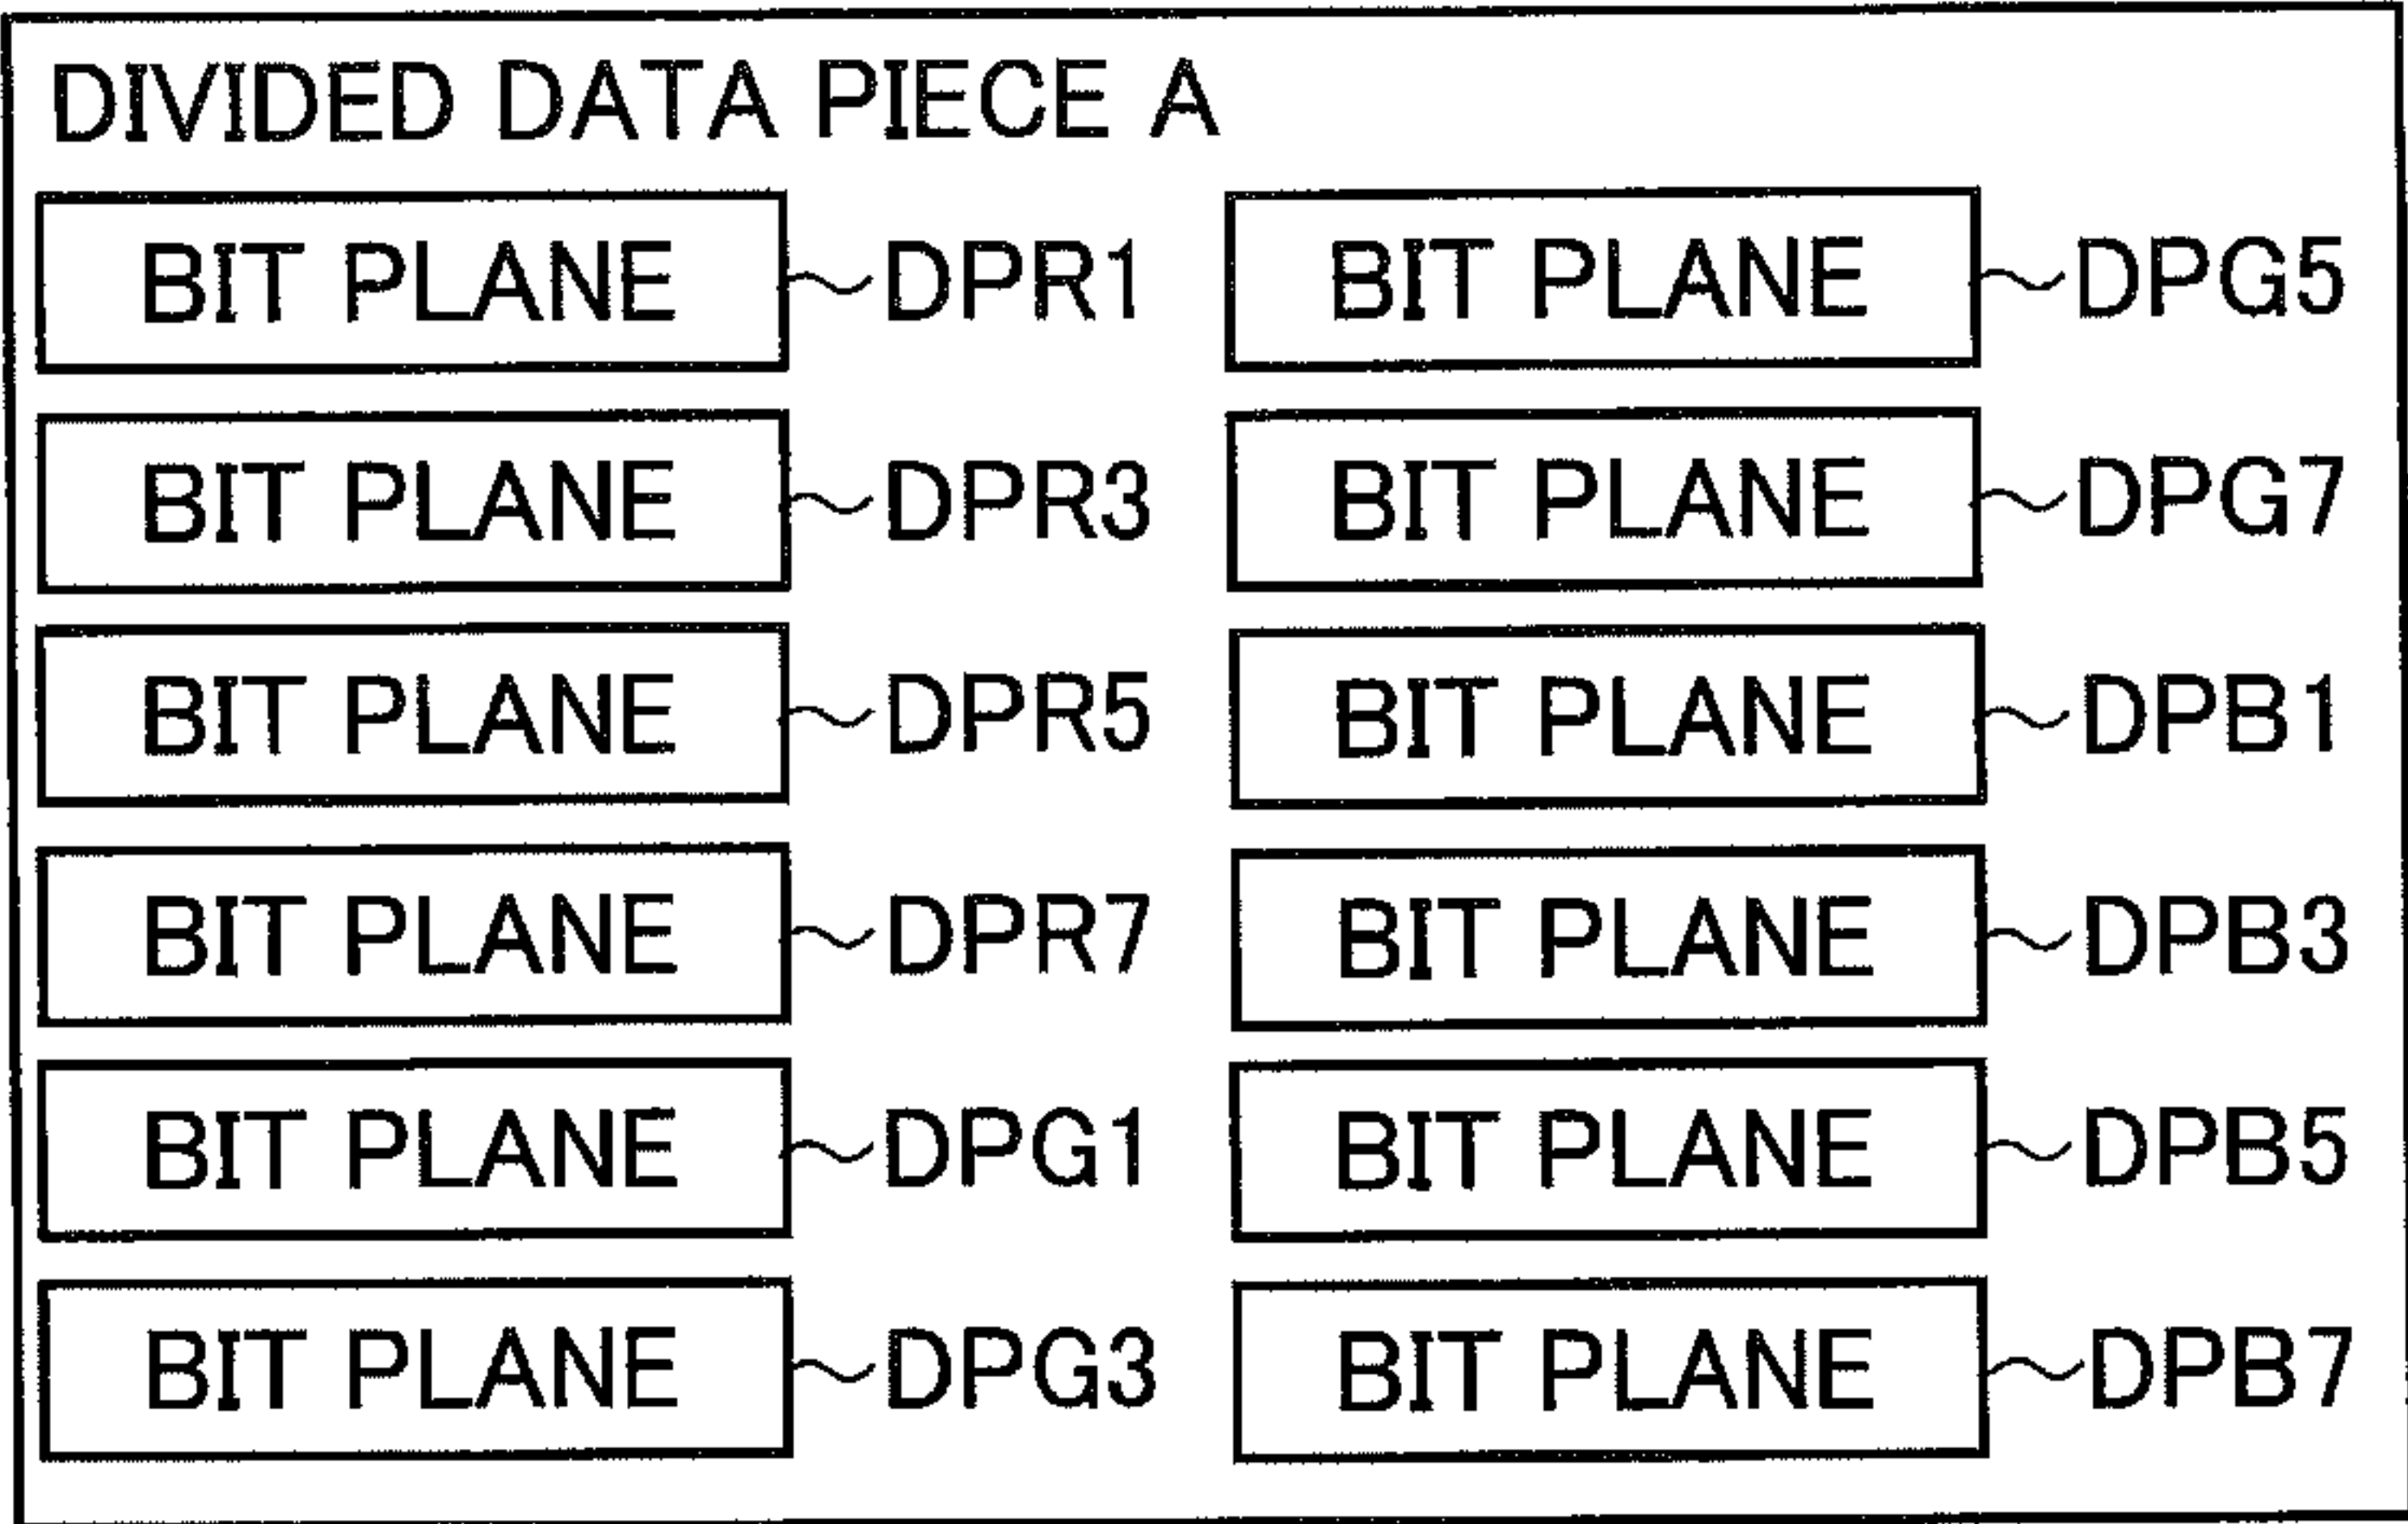 DIVIDED DATA PIECE A
BIT PLANE DPR1 BIT PLANE DPG5
BIT PLANE DPR3 BIT PLANE DPG7
BIT PLANE DPR5 BIT PLANE DPB1
BIT PLANE DPR7 BIT PLANE DPB3
BIT PLANE DPG1 BIT PLANE DPB5
BIT PLANE DPG3 BIT PLANE DPB7